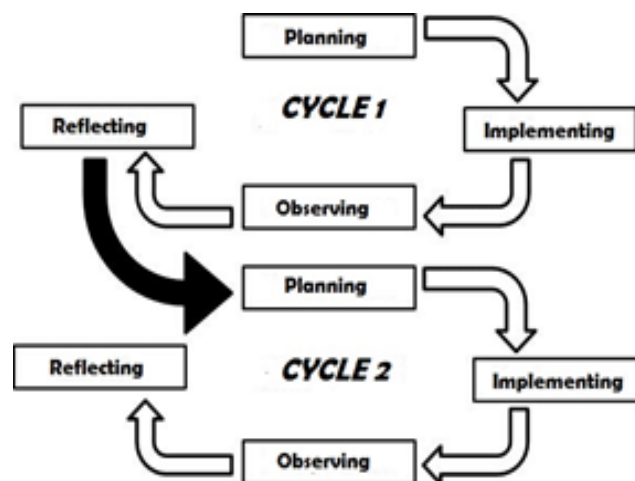 Planning
CYCLE 1
Reflecting
Implementing
Observing
Planning
Reflecting
CYCLE 2
Implementing
Observing